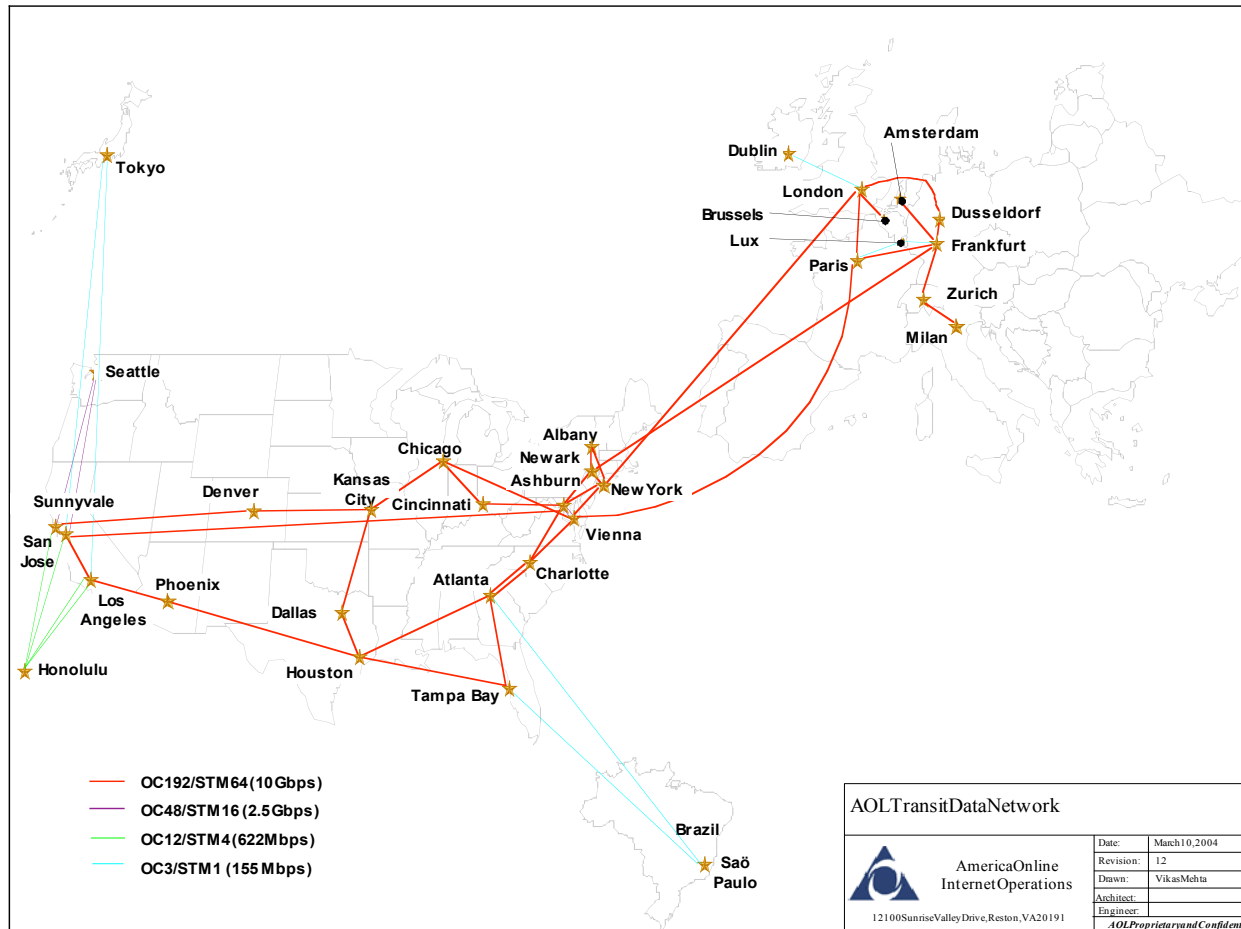 Tokyo
Dublin
Amsterdam
London
Brussels
Dusseldorf
Lux
Frankfurt
Paris
Zurich
Milan
Seattle
Albany
Chicago
Newark
Kansas
City
Ashburn
Denver
Cincinnati
New York
Sunnyvale
San
Jose
Vienna
Charlotte
Atlanta
Phoenix
Los
Angeles
Dallas
Honolulu
Houston
Tampa Bay
OC192/STM64 (10Gbps)
OC48/STM16 (2.5Gbps)
OC12/STM4 (622Mbps)
OC3/STM1 (155 Mbps)
Brazil
Saö
Paulo
AOLTransitDataNetwork
AmericaOnline
InternetOperations
12100SunriseValleyDrive,Reston,VA20191
Date: March10,2004
Revision: 12
Drawn: VikasMehta
Architect:
Engineer:
AOLProprietaryandConfident